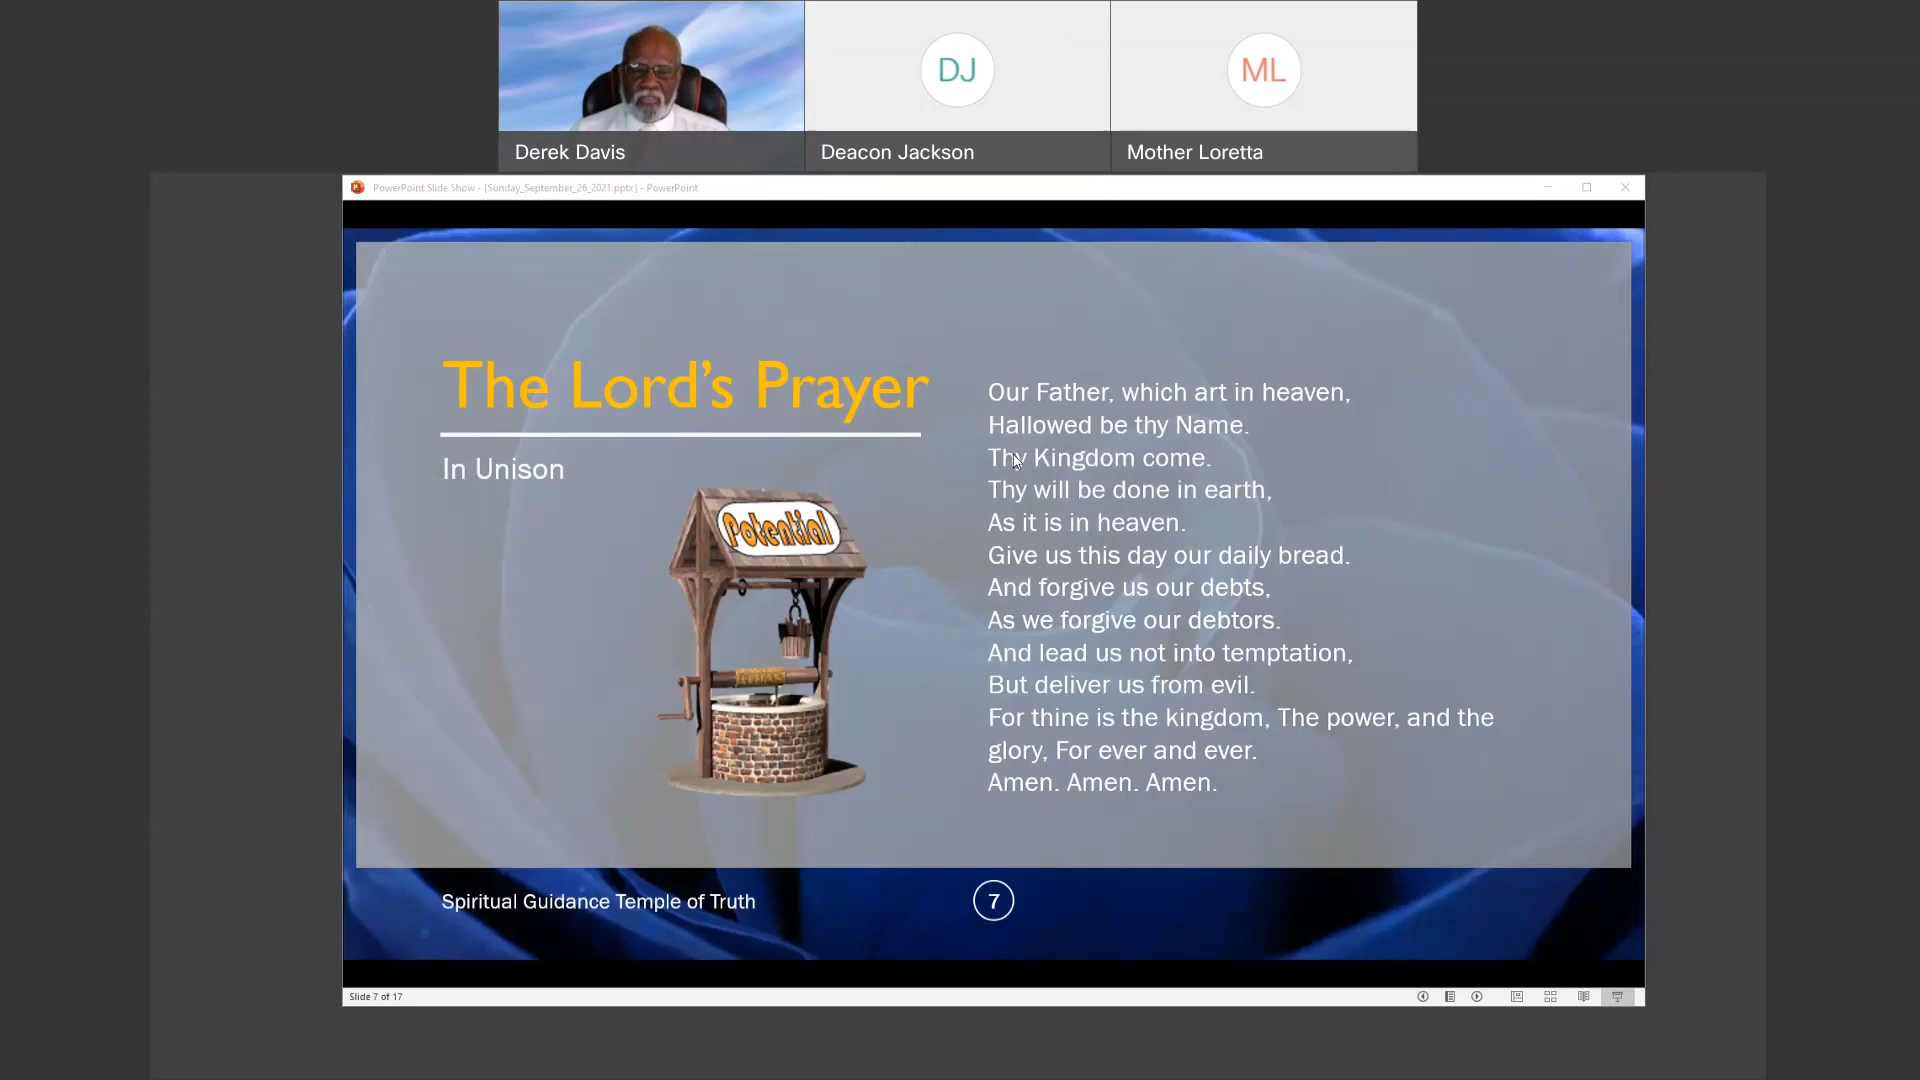 DJ
ML
Derek Davis
Deacon Jackson
Mother Loretta
PowerPoint Slide Show - [Sunday_September_26_2021.pptx] - PowerPoint
The Lord's Prayer
In Unison
Potential
Our Father, which art in heaven,
Hallowed be thy Name.
Thy Kingdom come.
Thy will be done in earth,
As it is in heaven.
Give us this day our daily bread.
And forgive us our debts,
As we forgive our debtors.
And lead us not into temptation,
But deliver us from evil.
For thine is the kingdom, The power, and the
glory, For ever and ever.
Amen. Amen. Amen.
Spiritual Guidance Temple of Truth
7
Slide 7 of 17